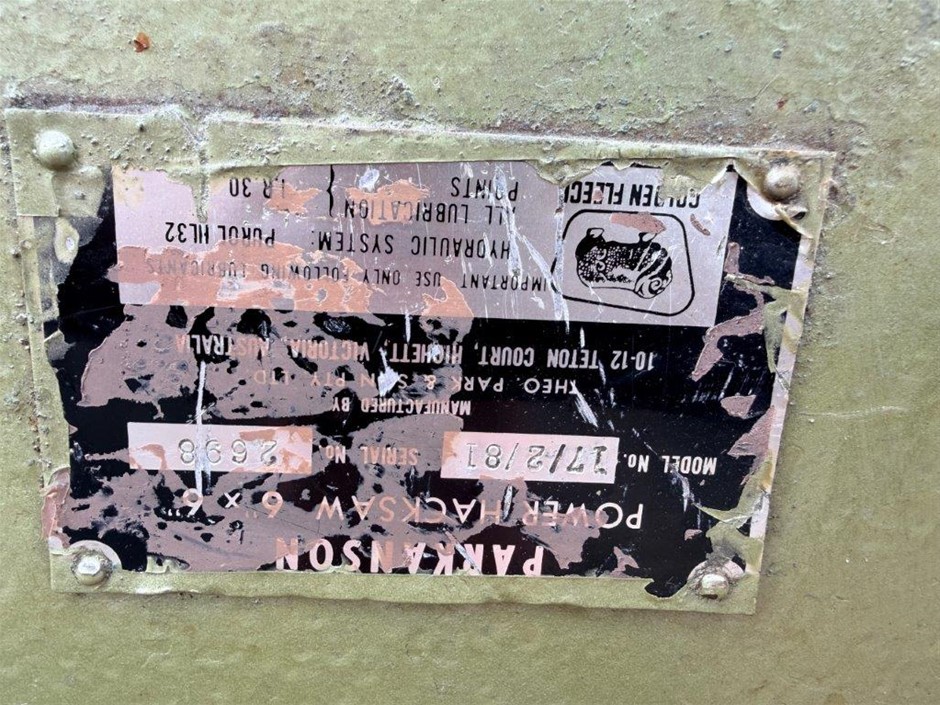 PARKANSON
POWER HACKSAW 6" × 6"
MODEL No. 17/2/81 SERIAL No 2698
MANUFACTURED BY
THEO. PARK & SON PTY. LTD.
10-12 TETON COURT, HIGHETT, VICTORIA, AUSTRALIA
IMPORTANT USE ONLY FOLLOWING LUBRICANTS
HYDRAULIC SYSTEM: PUROL HL32
ALL LUBRICATION
POINTS } I.R. 30
GOLDEN FLEECE